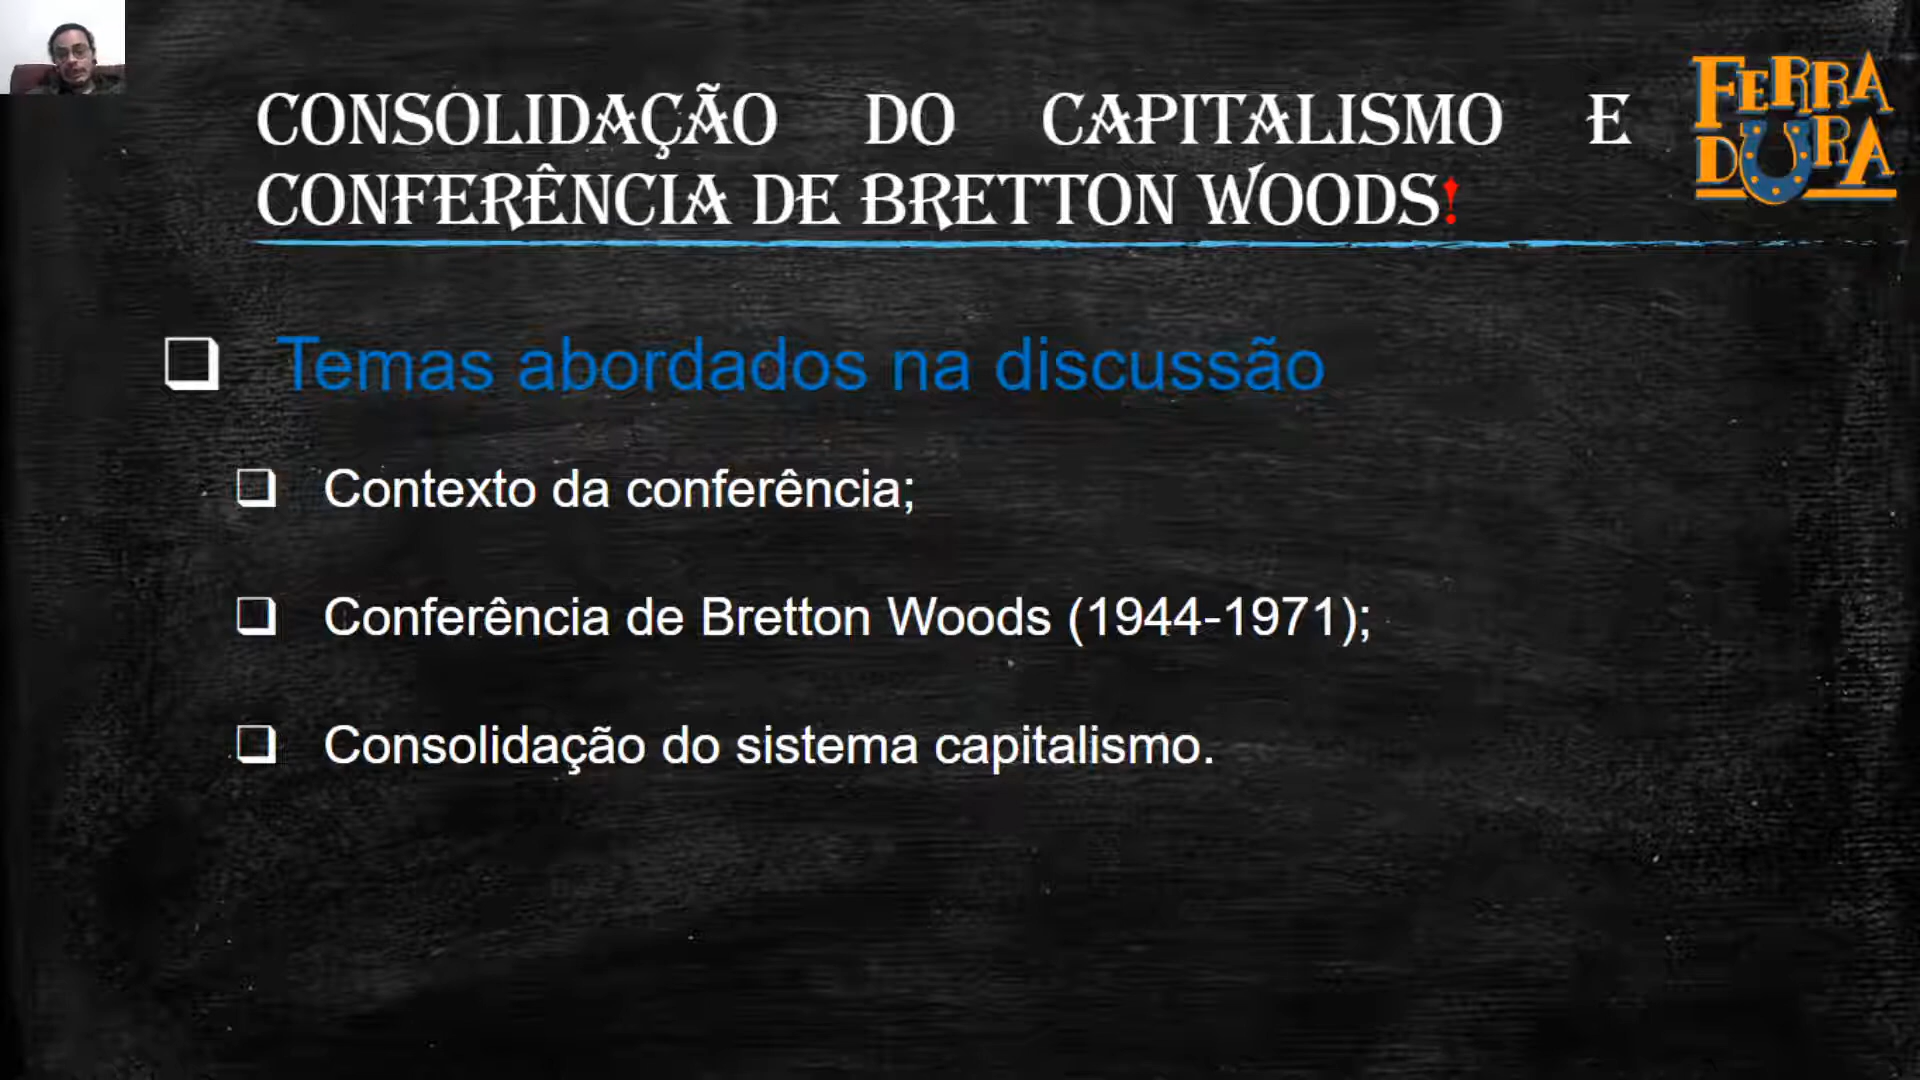 CONSOLIDAÇÃO DO CAPITALISMO E
CONFERÊNCIA DE BRETTON WOODS!
FERRA
DURA
Temas abordados na discussão
Contexto da conferência;
Conferência de Bretton Woods (1944-1971);
Consolidação do sistema capitalismo.